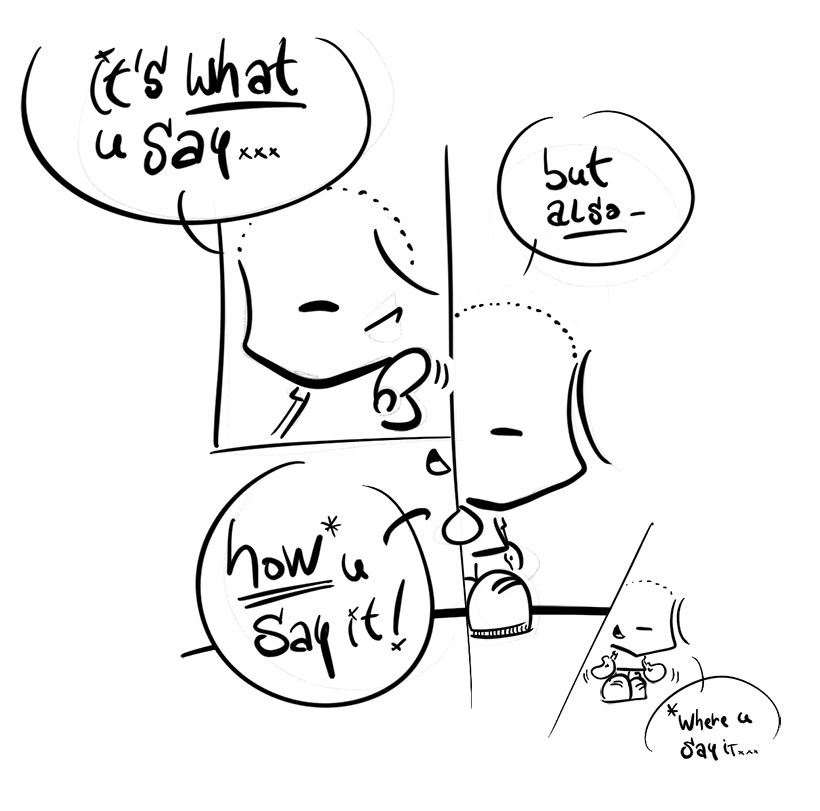 it's what
u say...
but
also-
how* u
say it!
*where u
say it...